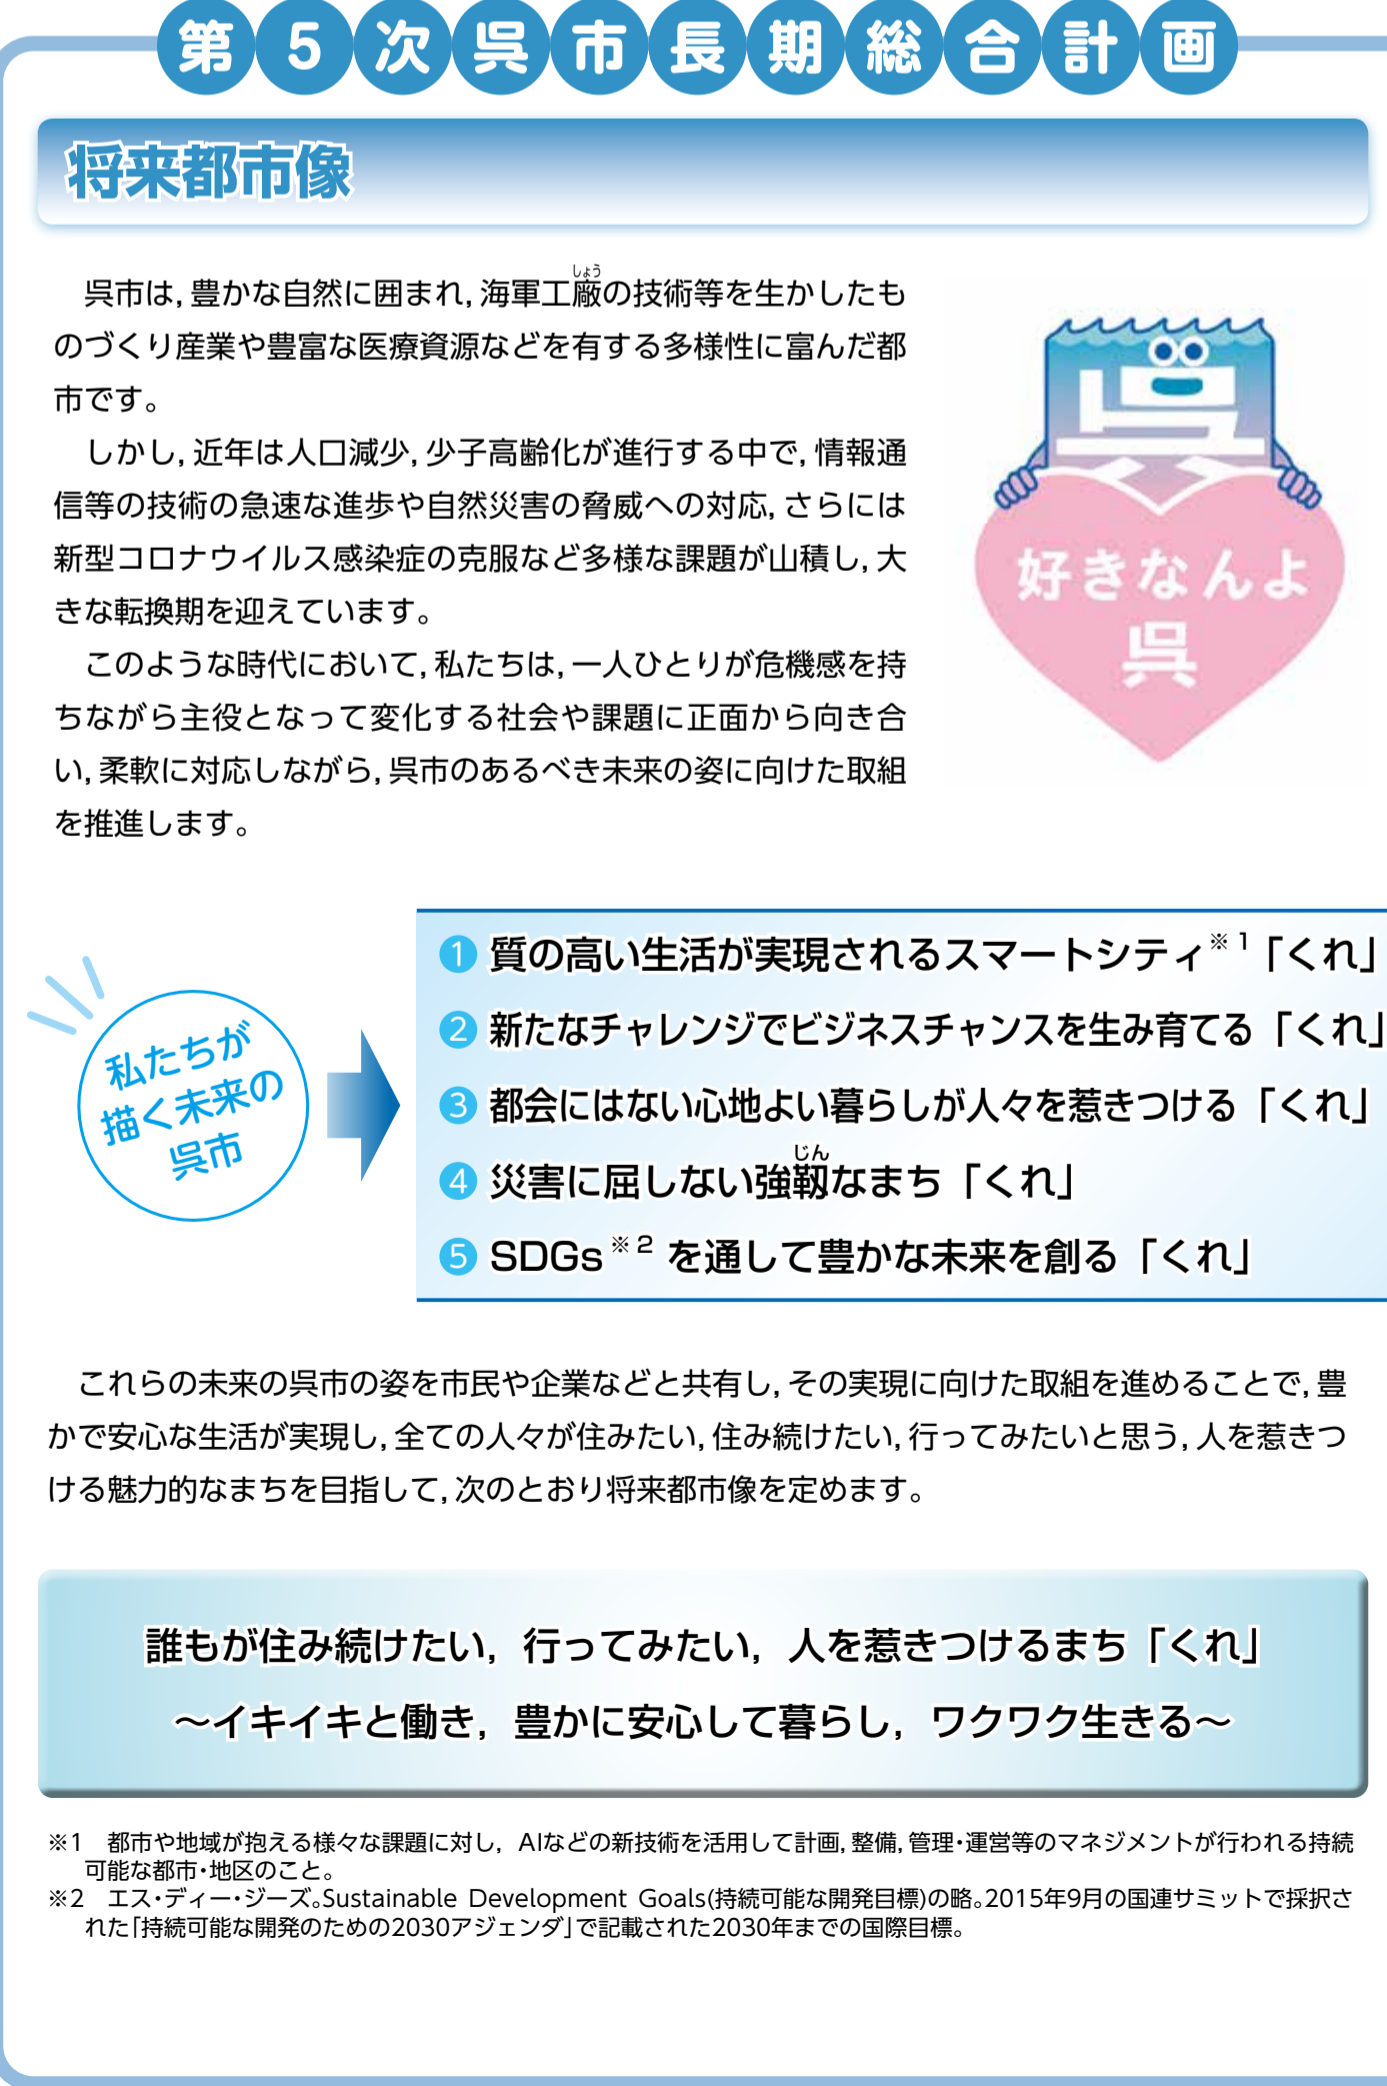 第5次呉市長期総合計画
将来都市像
しょう
呉市は,豊かな自然に囲まれ,海軍工廠の技術等を生かしたも
のづくり産業や豊富な医療資源などを有する多様性に富んだ都
市です。
しかし,近年は人口減少,少子高齢化が進行する中で,情報通
信等の技術の急速な進歩や自然災害の脅威への対応,さらには
新型コロナウイルス感染症の克服など多様な課題が山積し,大
きな転換期を迎えています。
このような時代において,私たちは,一人ひとりが危機感を持
ちながら主役となって変化する社会や課題に正面から向き合
い,柔軟に対応しながら,呉市のあるべき未来の姿に向けた取組
を推進します。
呉
好きなんよ
呉
私たちが
描く未来の
呉市
❶ 質の高い生活が実現されるスマートシティ※1「くれ」
❷ 新たなチャレンジでビジネスチャンスを生み育てる「くれ」
❸ 都会にはない心地よい暮らしが人々を惹きつける「くれ」
じん
❹ 災害に屈しない強靱なまち「くれ」
❺ SDGs※2 を通して豊かな未来を創る「くれ」
これらの未来の呉市の姿を市民や企業などと共有し,その実現に向けた取組を進めることで,豊
かで安心な生活が実現し,全ての人々が住みたい,住み続けたい,行ってみたいと思う,人を惹きつ
ける魅力的なまちを目指して,次のとおり将来都市像を定めます。
誰もが住み続けたい，行ってみたい，人を惹きつけるまち「くれ」
～イキイキと働き，豊かに安心して暮らし，ワクワク生きる～
※1　都市や地域が抱える様々な課題に対し，AIなどの新技術を活用して計画,整備,管理・運営等のマネジメントが行われる持続
可能な都市・地区のこと。
※2　エス・ディー・ジーズ。Sustainable Development Goals(持続可能な開発目標)の略。2015年9月の国連サミットで採択さ
れた「持続可能な開発のための2030アジェンダ」で記載された2030年までの国際目標。